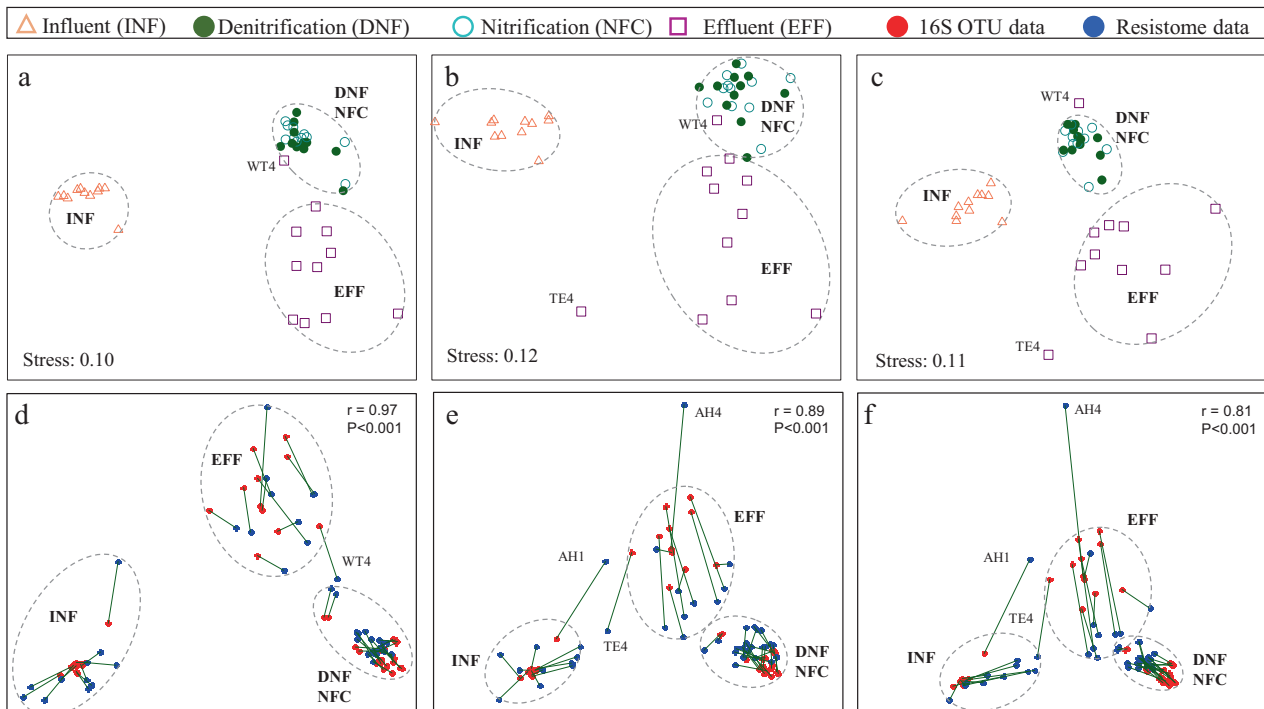 Influent (INF) Denitrification (DNF) Nitrification (NFC) Effluent (EFF) 16S OTU data Resistome data
a
DNF
NFC
WT4
INF
EFF
Stress: 0.10
b
DNF
NFC
WT4
INF
EFF
TE4
Stress: 0.12
c
WT4
DNF
NFC
INF
EFF
TE4
Stress: 0.11
d
r = 0.97
P<0.001
EFF
WT4
INF
DNF
NFC
e
AH4
r = 0.89
P<0.001
EFF
AH1
TE4
INF
DNF
NFC
f
AH4
r = 0.81
P<0.001
EFF
AH1
TE4
INF
DNF
NFC